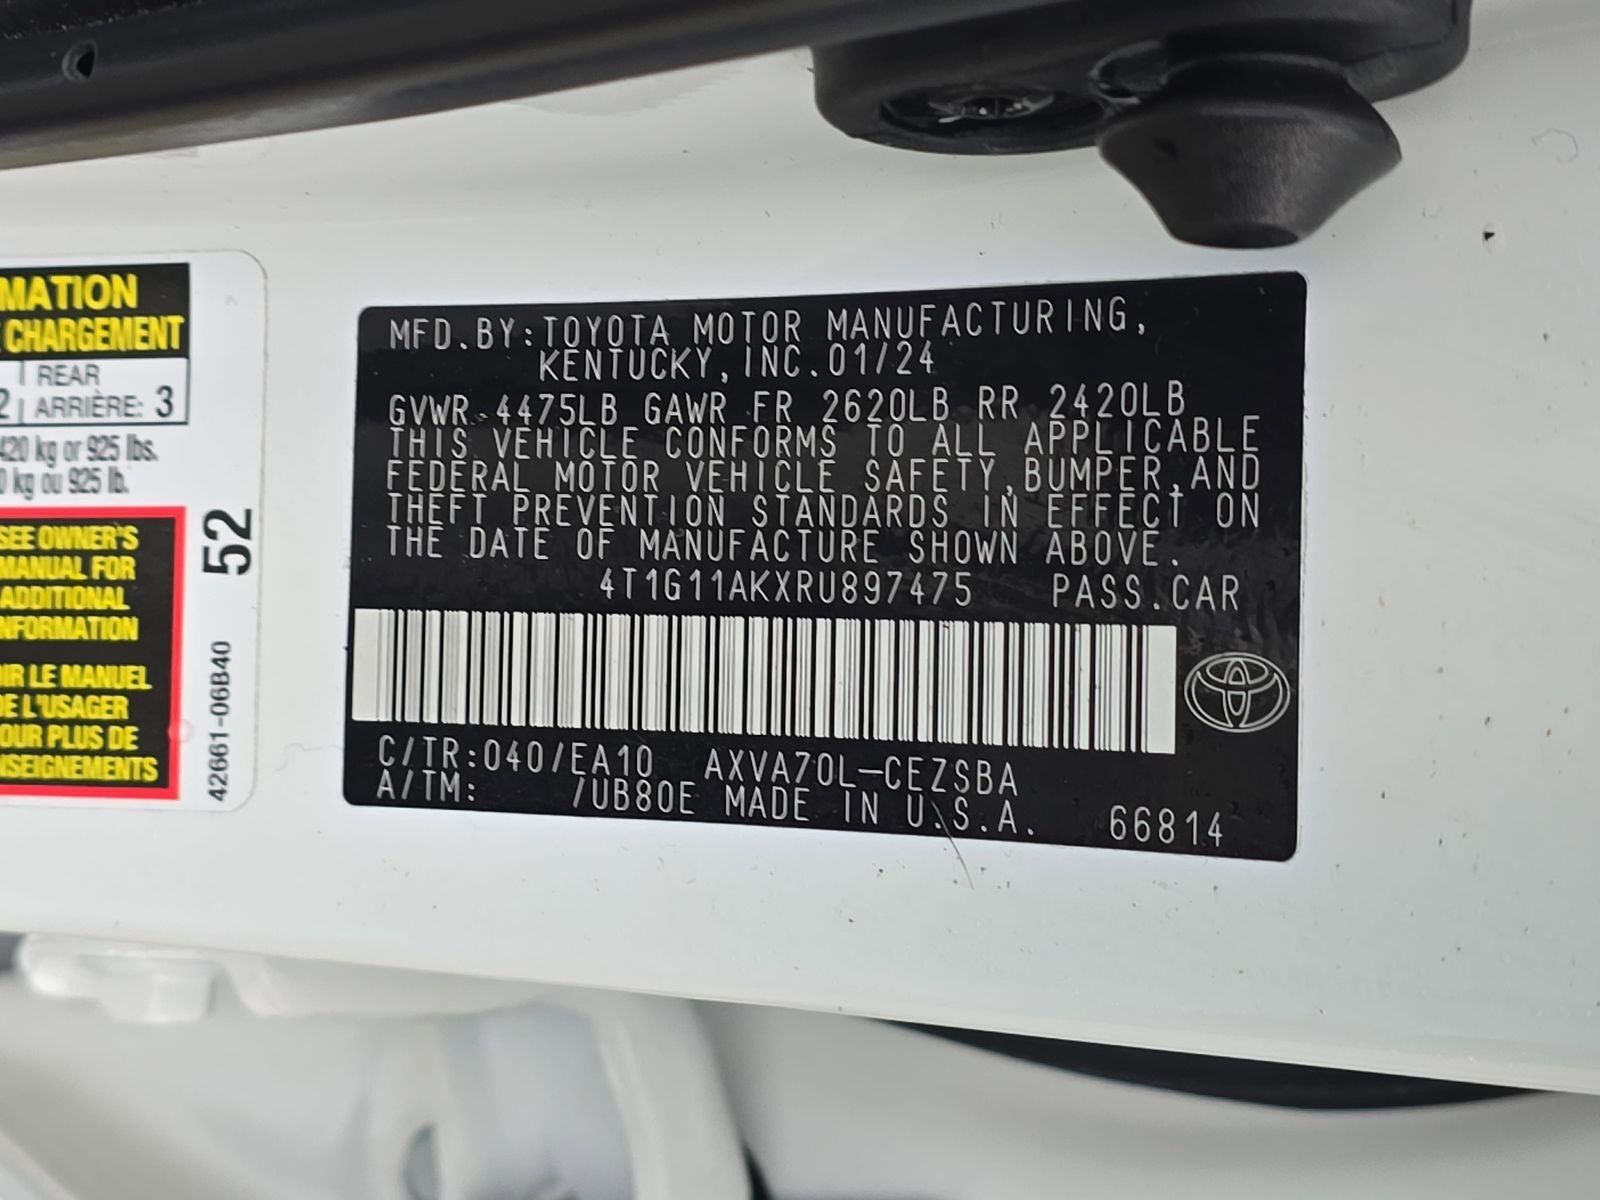 MATION
CHARGEMENT
REAR
ARRIÈRE: 3
420 kg or 925 lbs.
kg ou 925 lb.
SEE OWNER'S
MANUAL FOR
ADDITIONAL
NFORMATION
OIR LE MANUEL
DE L'USAGER
OUR PLUS DE
NSEIGNEMENTS
52
42661-06B40
MFD.BY:TOYOTA MOTOR MANUFACTURING,
KENTUCKY,INC.01/24
GVWR 4475LB GAWR FR 2620LB RR 2420LB
THIS VEHICLE CONFORMS TO ALL APPLICABLE
FEDERAL MOTOR VEHICLE SAFETY,BUMPER,AND
THEFT PREVENTION STANDARDS IN EFFECT ON
THE DATE OF MANUFACTURE SHOWN ABOVE.
4T1G11AKXRU897475 PASS.CAR
C/TR:040/EA10 AXVA70L-CEZSBA
A/TM: /UB80E MADE IN U.S.A. 66814